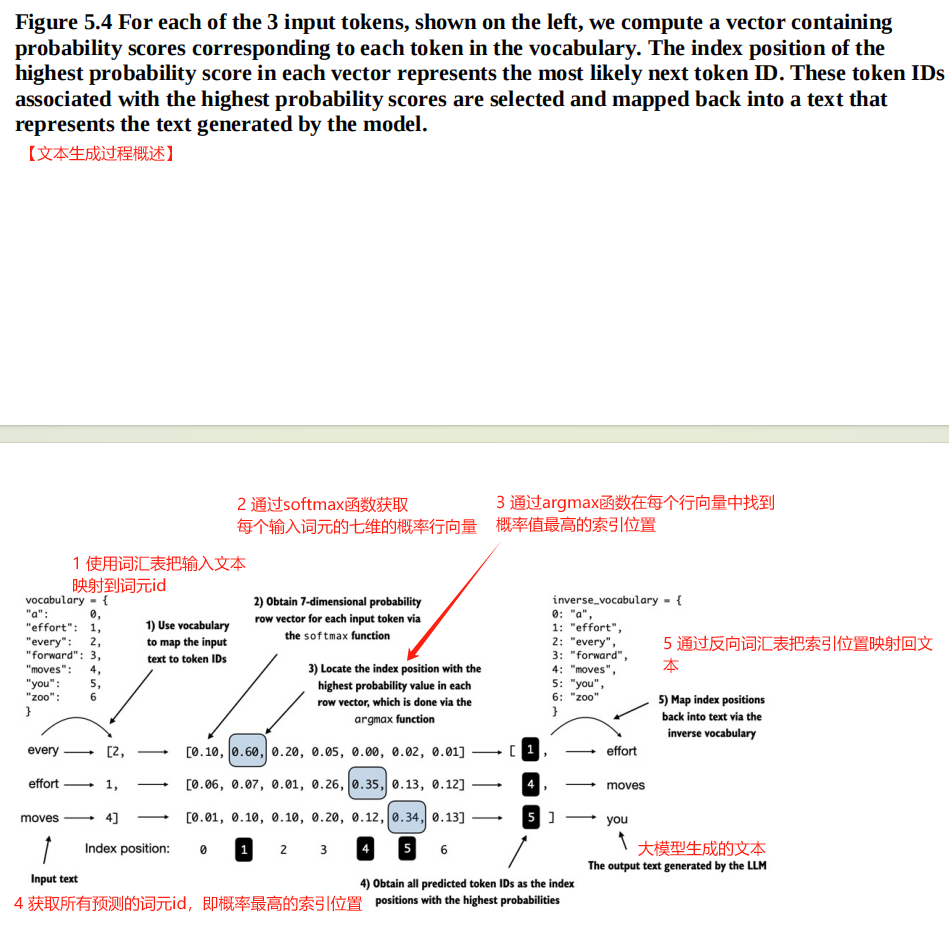 Figure 5.4 For each of the 3 input tokens, shown on the left, we compute a vector containing
probability scores corresponding to each token in the vocabulary. The index position of the
highest probability score in each vector represents the most likely next token ID. These token IDs
associated with the highest probability scores are selected and mapped back into a text that
represents the text generated by the model.
【文本生成过程概述】
2 通过softmax函数获取
每个输入词元的七维的概率行向量
3 通过argmax函数在每个行向量中找到
概率值最高的索引位置
1 使用词汇表把输入文本
映射到词元id
vocabulary = {
"a": 0,
"effort": 1,
"every": 2,
"forward": 3,
"moves": 4,
"you": 5,
"zoo": 6
}
1) Use vocabulary
to map the input
text to token IDs
2) Obtain 7-dimensional probability
row vector for each input token via
the softmax function
3) Locate the index position with the
highest probability value in each
row vector, which is done via the
argmax function
inverse_vocabulary = {
0: "a",
1: "effort",
2: "every",
3: "forward",
4: "moves",
5: "you",
6: "zoo"
}
5 通过反向词汇表把索引位置映射回文
本
5) Map index positions
back into text via the
inverse vocabulary
every [2, [0.10, 0.60, 0.20, 0.05, 0.00, 0.02, 0.01] [ 1 , effort
effort 1, [0.06, 0.07, 0.01, 0.26, 0.35, 0.13, 0.12] 4 , moves
moves 4] [0.01, 0.10, 0.10, 0.20, 0.12, 0.34, 0.13] 5 ] you
Index position: 0 1 2 3 4 5 6
大模型生成的文本
The output text generated by the LLM
Input text
4) Obtain all predicted token IDs as the index
positions with the highest probabilities
4 获取所有预测的词元id，即概率最高的索引位置